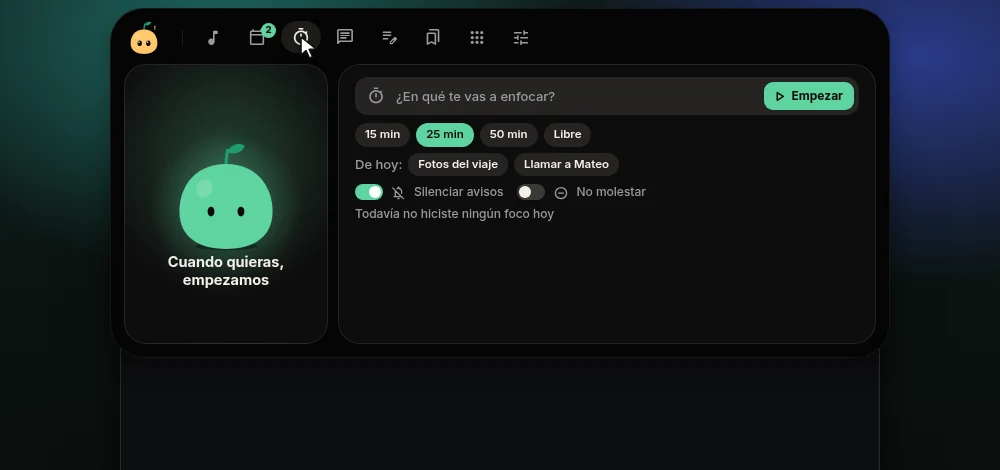 2
¿En qué te vas a enfocar?
Empezar
15 min 25 min 50 min Libre
De hoy: Fotos del viaje Llamar a Mateo
Silenciar avisos No molestar
Todavía no hiciste ningún foco hoy
Cuando quieras,
empezamos